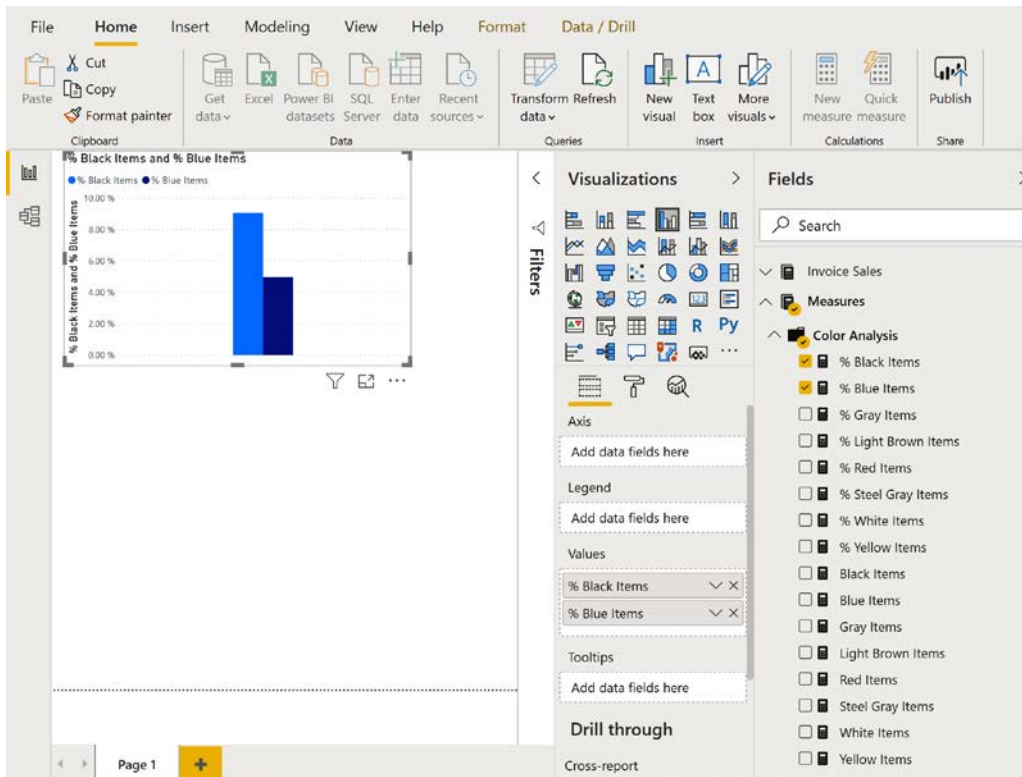 File Home Insert Modeling View Help Format Data / Drill
Paste
Cut
Copy
Format painter
Clipboard
Get data
Excel
Power BI datasets
SQL Server
Enter data
Recent sources
Data
Transform data
Refresh
Queries
New visual
Text box
More visuals
Insert
New measure
Quick measure
Calculations
Publish
Share
% Black Items and % Blue Items
% Black Items % Blue Items
% Black Items and % Blue Items
10.00 %
8.00 %
6.00 %
4.00 %
2.00 %
0.00 %
Page 1
Filters
Visualizations
123
R Py
Axis
Add data fields here
Legend
Add data fields here
Values
% Black Items
% Blue Items
Tooltips
Add data fields here
Drill through
Cross-report
Fields
Search
Invoice Sales
Measures
Color Analysis
% Black Items
% Blue Items
% Gray Items
% Light Brown Items
% Red Items
% Steel Gray Items
% White Items
% Yellow Items
Black Items
Blue Items
Gray Items
Light Brown Items
Red Items
Steel Gray Items
White Items
Yellow Items